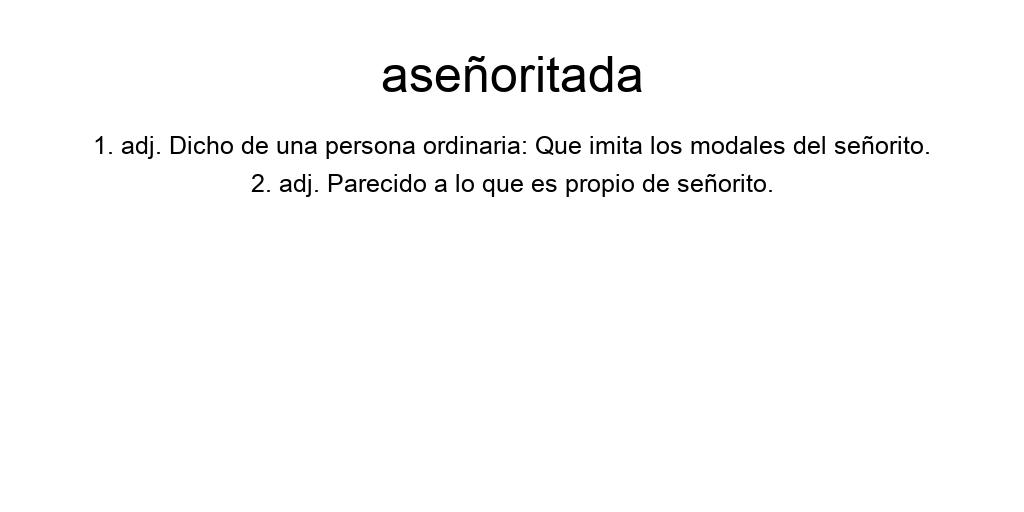 aseñoritada
1. adj. Dicho de una persona ordinaria: Que imita los modales del señorito.
2. adj. Parecido a lo que es propio de señorito.